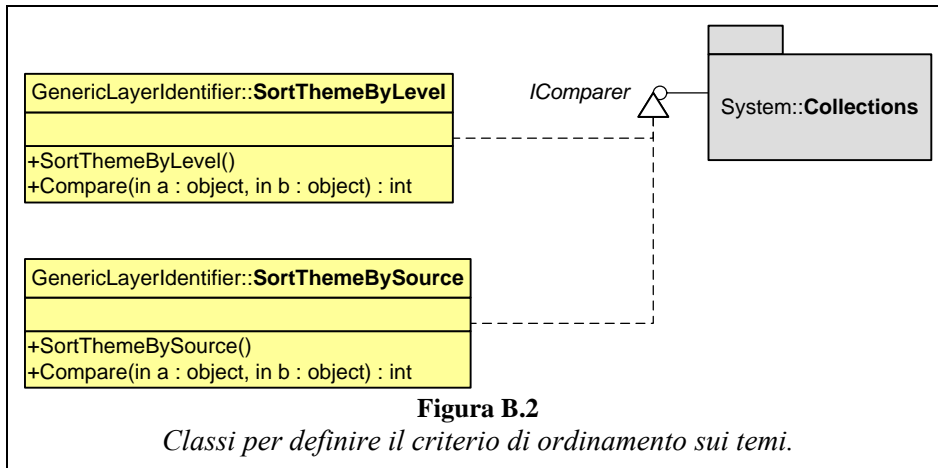 GenericLayerIdentifier::SortThemeByLevel
+SortThemeByLevel()
+Compare(in a : object, in b : object) : int
IComparer
System::Collections
GenericLayerIdentifier::SortThemeBySource
+SortThemeBySource()
+Compare(in a : object, in b : object) : int
Figura B.2
Classi per definire il criterio di ordinamento sui temi.